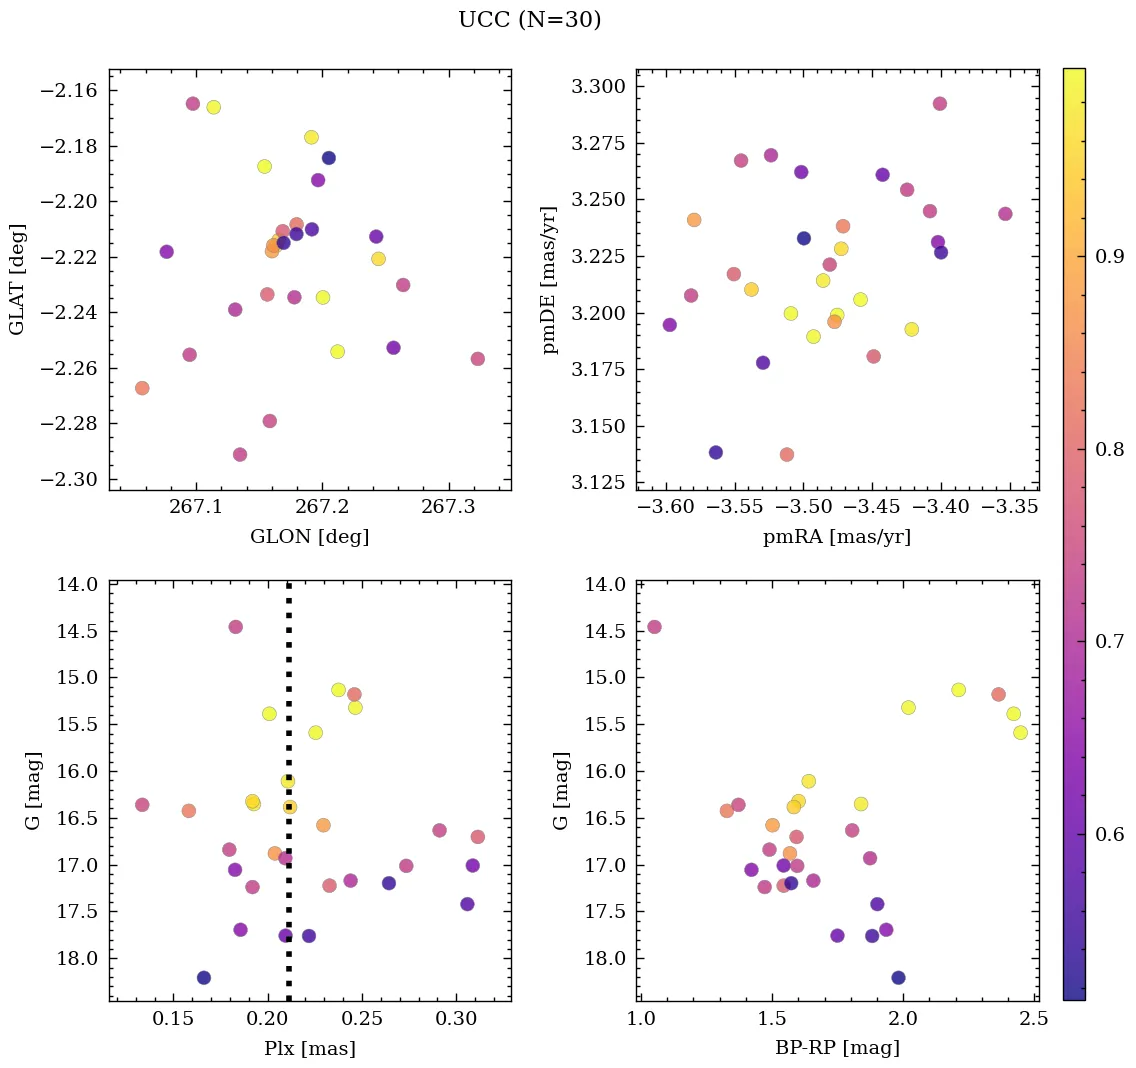 UCC (N=30)
−2.16
−2.18
−2.20
−2.22
−2.24
−2.26
−2.28
−2.30
GLAT [deg]
267.1 267.2 267.3
GLON [deg]
3.300
3.275
3.250
3.225
3.200
3.175
3.150
3.125
pmDE [mas/yr]
−3.60 −3.55 −3.50 −3.45 −3.40 −3.35
pmRA [mas/yr]
0.9
0.8
0.7
0.6
14.0
14.5
15.0
15.5
16.0
16.5
17.0
17.5
18.0
G [mag]
0.15 0.20 0.25 0.30
Plx [mas]
14.0
14.5
15.0
15.5
16.0
16.5
17.0
17.5
18.0
G [mag]
1.0 1.5 2.0 2.5
BP-RP [mag]